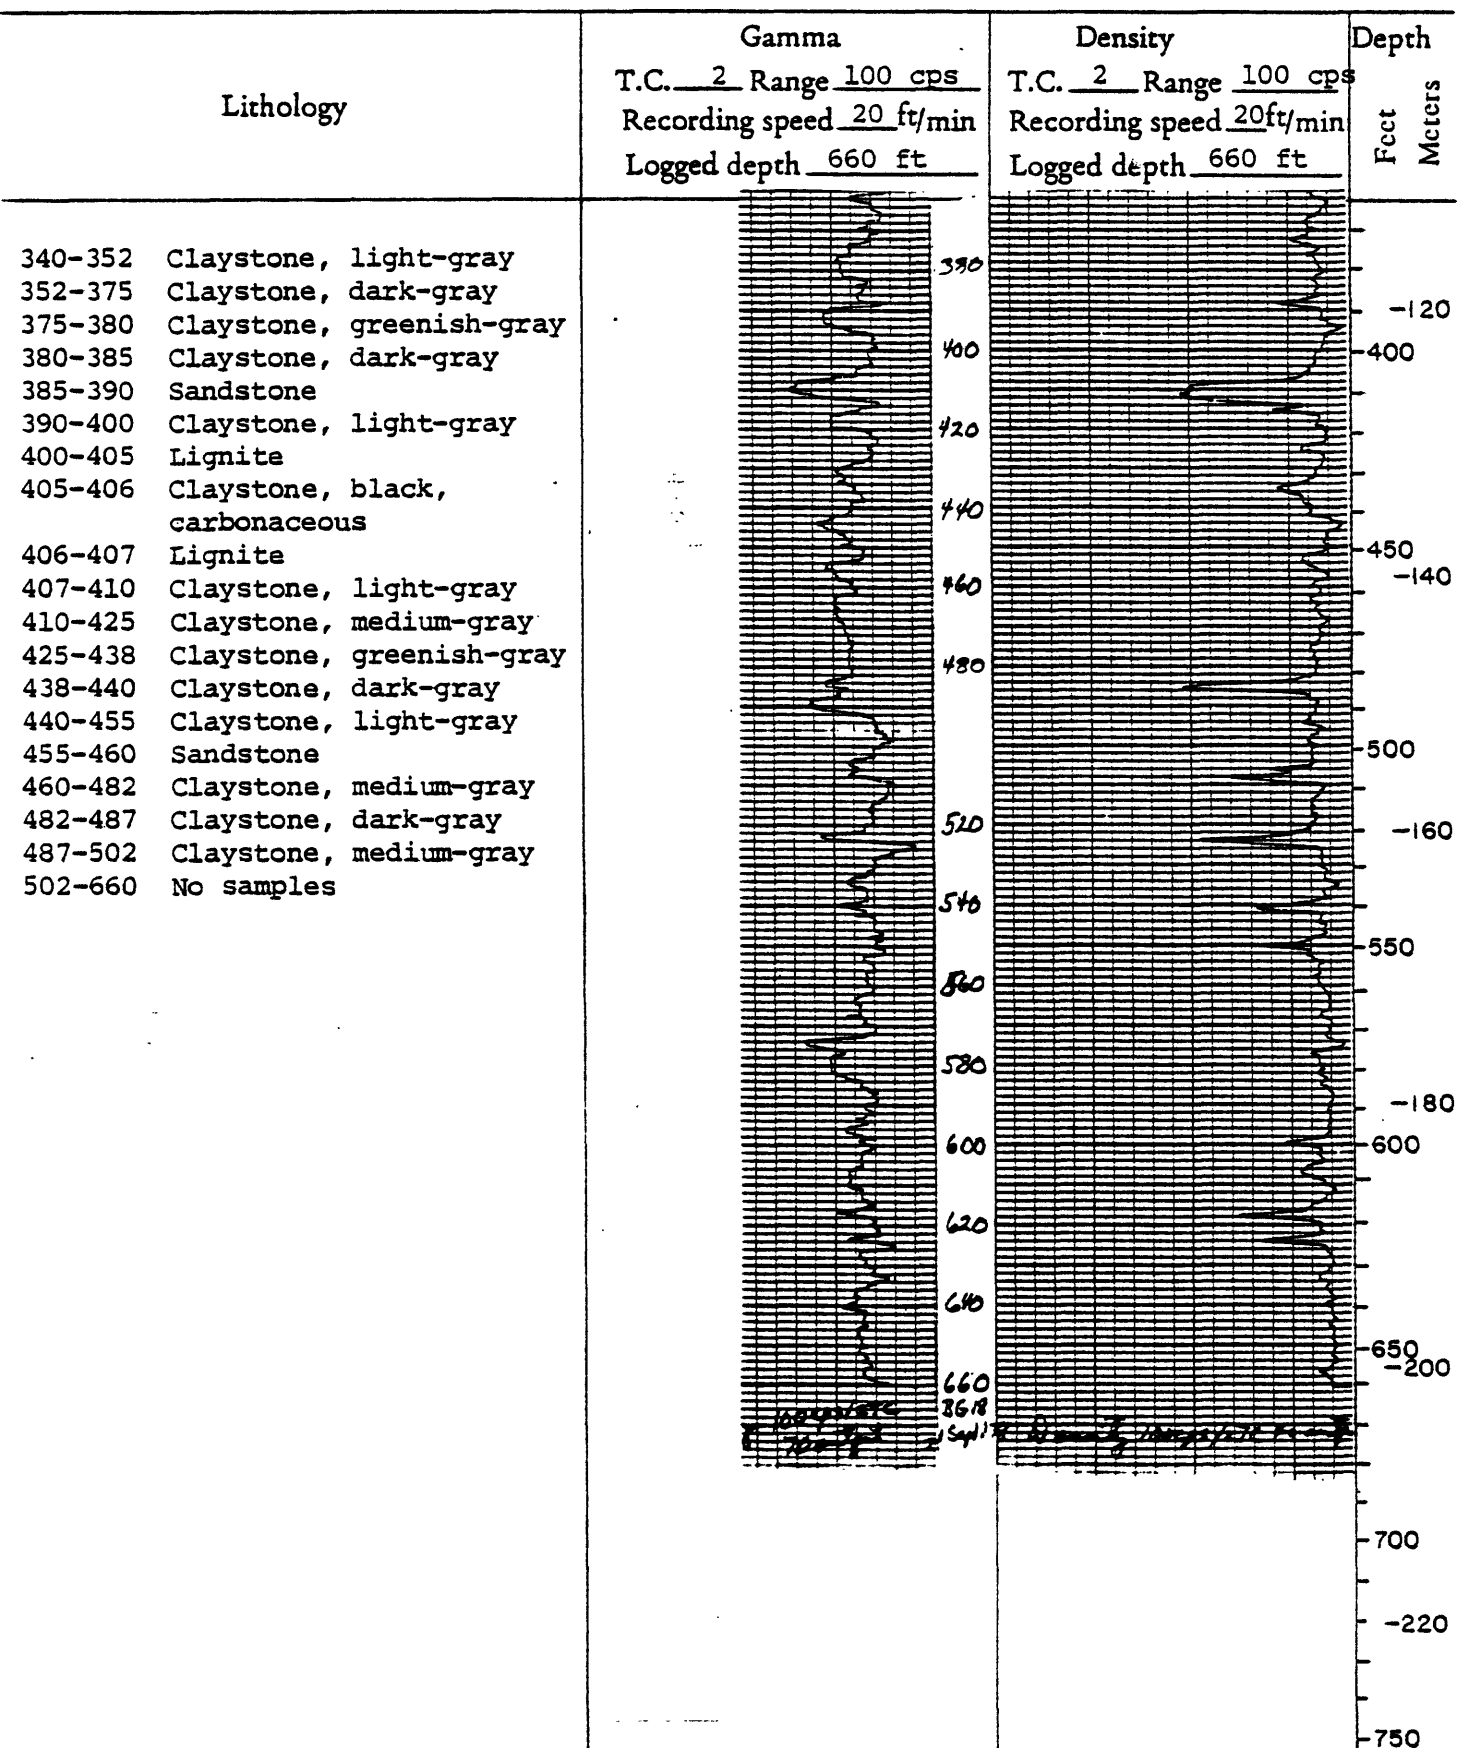 Lithology
Gamma
T.C. 2 Range 100 cps
Recording speed 20 ft/min
Logged depth 660 ft
Density
T.C. 2 Range 100 cps
Recording speed 20ft/min
Logged depth 660 ft
Depth
Feet
Meters
340-352 Claystone, light-gray
352-375 Claystone, dark-gray
375-380 Claystone, greenish-gray
380-385 Claystone, dark-gray
385-390 Sandstone
390-400 Claystone, light-gray
400-405 Lignite
405-406 Claystone, black,
carbonaceous
406-407 Lignite
407-410 Claystone, light-gray
410-425 Claystone, medium-gray
425-438 Claystone, greenish-gray
438-440 Claystone, dark-gray
440-455 Claystone, light-gray
455-460 Sandstone
460-482 Claystone, medium-gray
482-487 Claystone, dark-gray
487-502 Claystone, medium-gray
502-660 No samples
400
420
440
460
480
520
540
560
580
600
620
640
660
Density
-120
400
450
-140
500
-160
550
-180
600
650
-200
700
-220
750